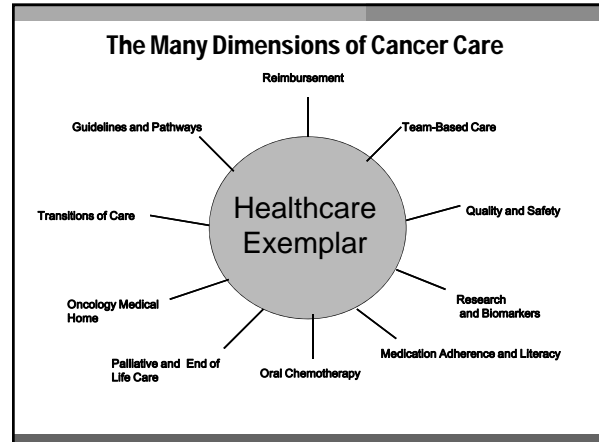 The Many Dimensions of Cancer Care
Reimbursement
Guidelines and Pathways
Team-Based Care
Healthcare
Exemplar
Transitions of Care
Quality and Safety
Oncology Medical
Home
Research
and Biomarkers
Palliative and End of
Life Care
Oral Chemotherapy
Medication Adherence and Literacy